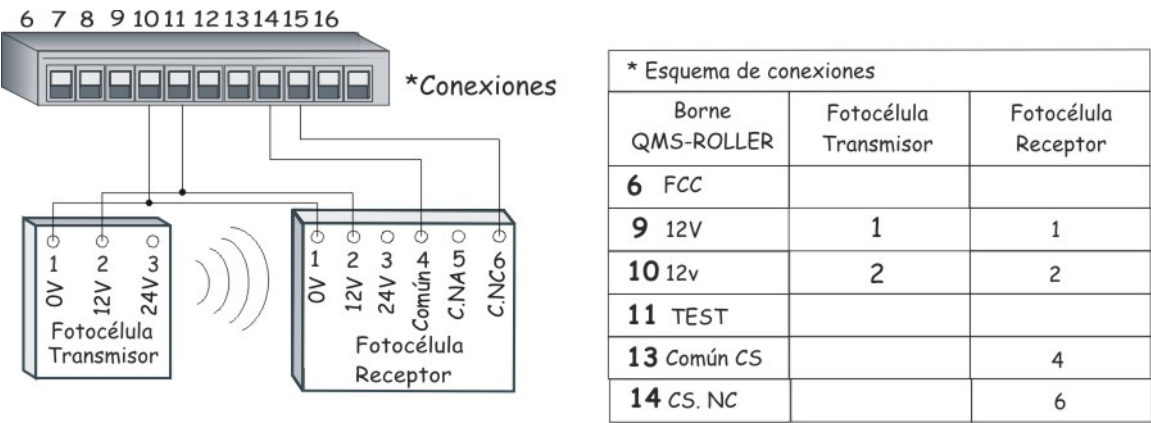 6 7 8 9 10 11 12 13 14 15 16
*Conexiones
1 2 3
0V 12V 24V
Fotocélula
Transmisor
1 2 3 4 5 6
0V 12V 24V Común C.NA C.NC
Fotocélula
Receptor
* Esquema de conexiones
Borne QMS-ROLLER Fotocélula Transmisor Fotocélula Receptor
6 FCC
9 12V 1 1
10 12v 2 2
11 TEST
13 Común CS 4
14 CS. NC 6